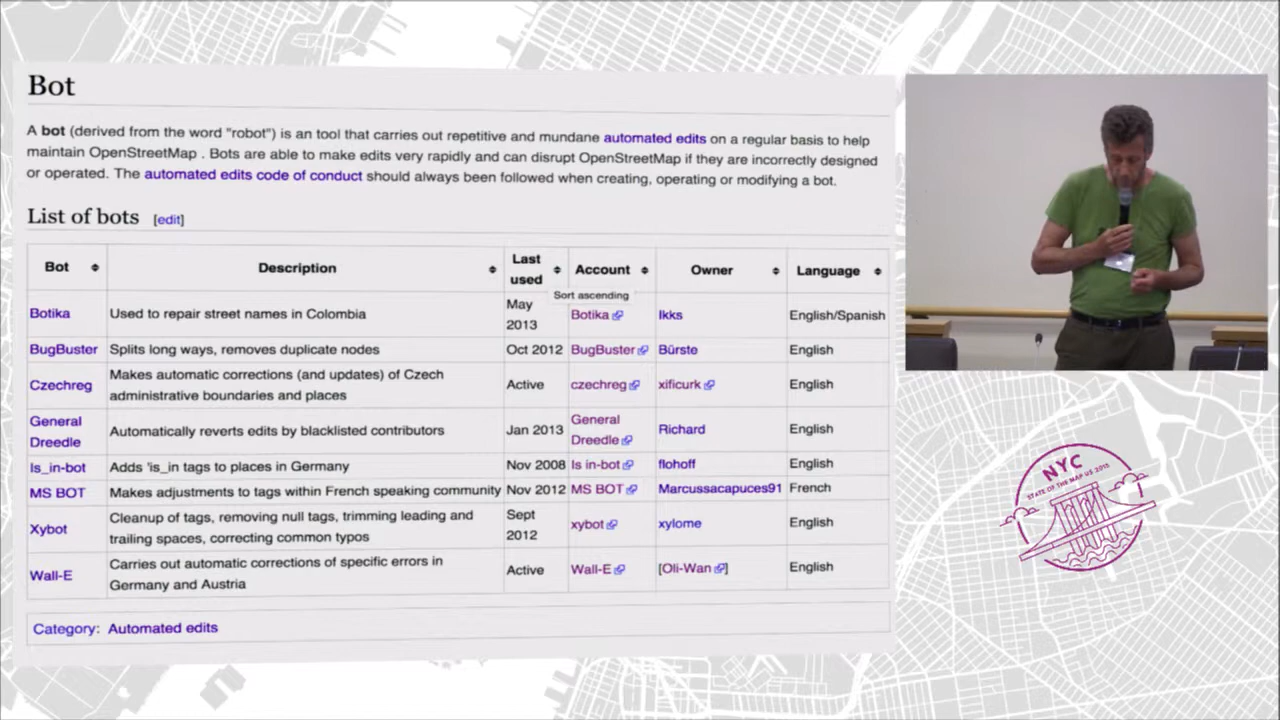 Bot
A bot (derived from the word "robot") is an tool that carries out repetitive and mundane automated edits on a regular basis to help
maintain OpenStreetMap . Bots are able to make edits very rapidly and can disrupt OpenStreetMap if they are incorrectly designed
or operated. The automated edits code of conduct should always been followed when creating, operating or modifying a bot.
List of bots [edit]
Bot Description Last used Account Owner Language
Sort ascending
Botika Used to repair street names in Colombia May 2013 Botika Ikks English/Spanish
BugBuster Splits long ways, removes duplicate nodes Oct 2012 BugBuster Bürste English
Czechreg Makes automatic corrections (and updates) of Czech administrative boundaries and places Active czechreg xificurk English
General Dreedle Automatically reverts edits by blacklisted contributors Jan 2013 General Dreedle Richard English
Is_in-bot Adds 'is_in tags to places in Germany Nov 2008 Is in-bot flohoff English
MS BOT Makes adjustments to tags within French speaking community Nov 2012 MS BOT Marcussacapuces91 French
Xybot Cleanup of tags, removing null tags, trimming leading and trailing spaces, correcting common typos Sept 2012 xybot xylome English
Wall-E Carries out automatic corrections of specific errors in Germany and Austria Active Wall-E [Oli-Wan] English
Category: Automated edits
NYC
STATE OF THE MAP US 2015